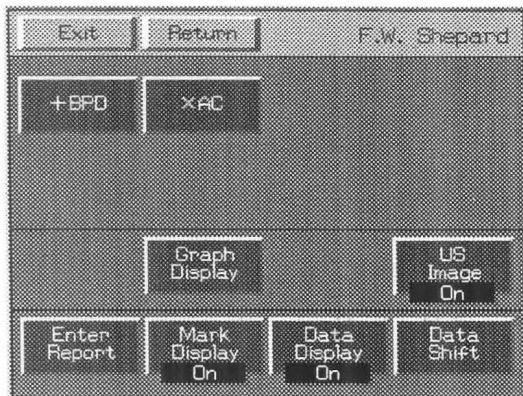 Exit Return F.W. Shepard
+BPD ×AC
Graph US
Display Image
On
Enter Mark Data Data
Report Display Display Shift
On On